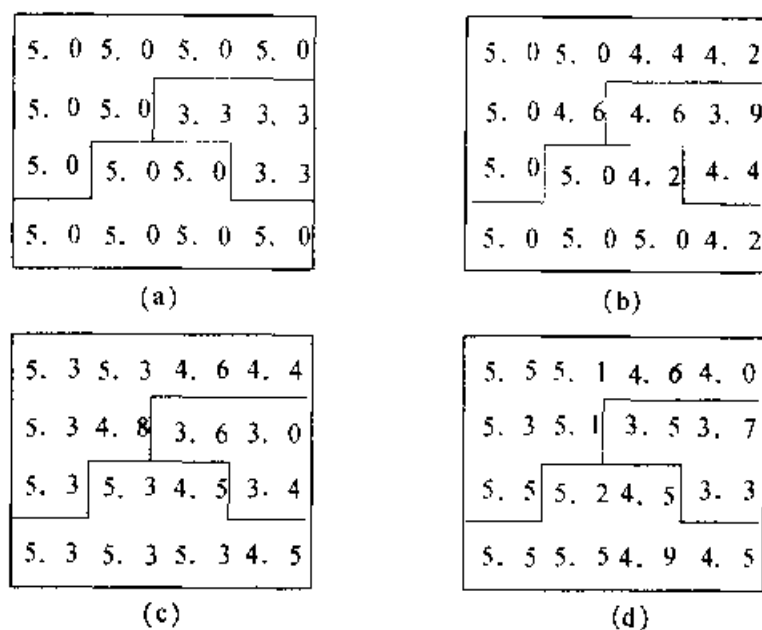 5. 0 5. 0 5. 0 5. 0
5. 0 5. 0 3. 3 3. 3
5. 0 5. 0 5. 0 3. 3
5. 0 5. 0 5. 0 5. 0
(a)
5. 0 5. 0 4. 4 4. 2
5. 0 4. 6 4. 6 3. 9
5. 0 5. 0 4. 2 4. 4
5. 0 5. 0 5. 0 4. 2
(b)
5. 3 5. 3 4. 6 4. 4
5. 3 4. 8 3. 6 3. 0
5. 3 5. 3 4. 5 3. 4
5. 3 5. 3 5. 3 4. 5
(c)
5. 5 5. 1 4. 6 4. 0
5. 3 5. 1 3. 5 3. 7
5. 5 5. 2 4. 5 3. 3
5. 5 5. 5 4. 9 4. 5
(d)